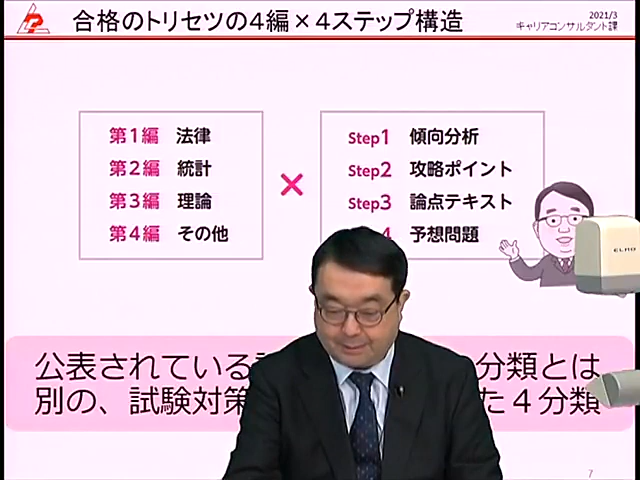 合格のトリセツの4編×4ステップ構造
2021/3
キャリアコンサルタント課
第1編 法律
第2編 統計
第3編 理論
第4編 その他
×
Step1 傾向分析
Step2 攻略ポイント
Step3 論点テキスト
4 予想問題
ELMO
公表されている 分類とは
別の、試験対策 た4分類
7